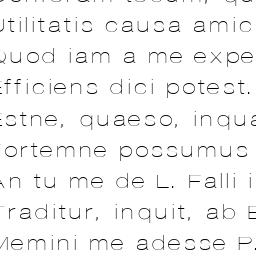 Utilitatis causa amic
Quod iam a me expe
Efficiens dici potest.
Estne, quaeso, inqua
Fortemne possumus
An tu me de L. Falli i
Traditur, inquit, ab E
Memini me adesse P.